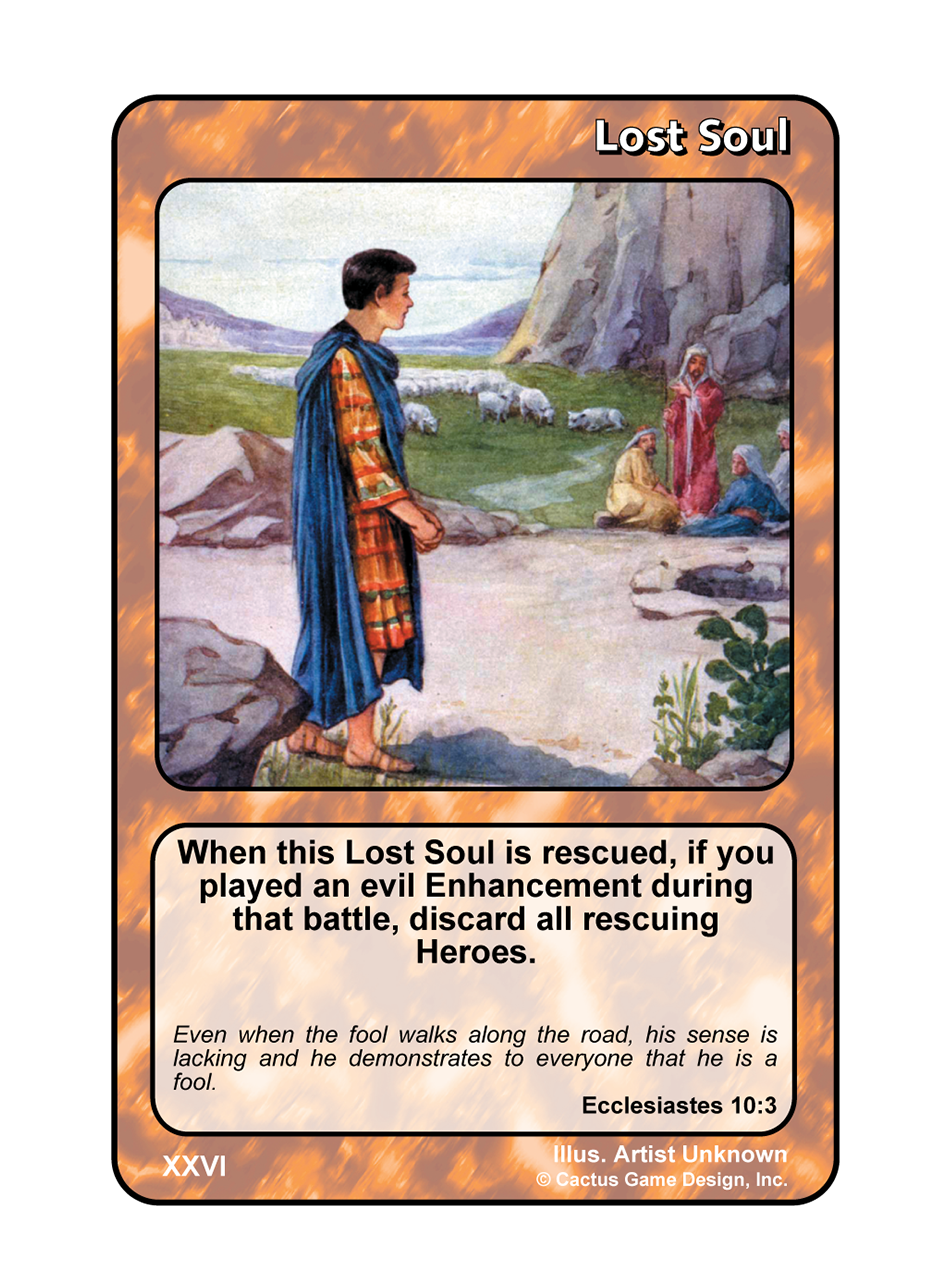 Lost Soul
When this Lost Soul is rescued, if you
played an evil Enhancement during
that battle, discard all rescuing
Heroes.
Even when the fool walks along the road, his sense is
lacking and he demonstrates to everyone that he is a
fool.
Ecclesiastes 10:3
XXVI
Illus. Artist Unknown
© Cactus Game Design, Inc.